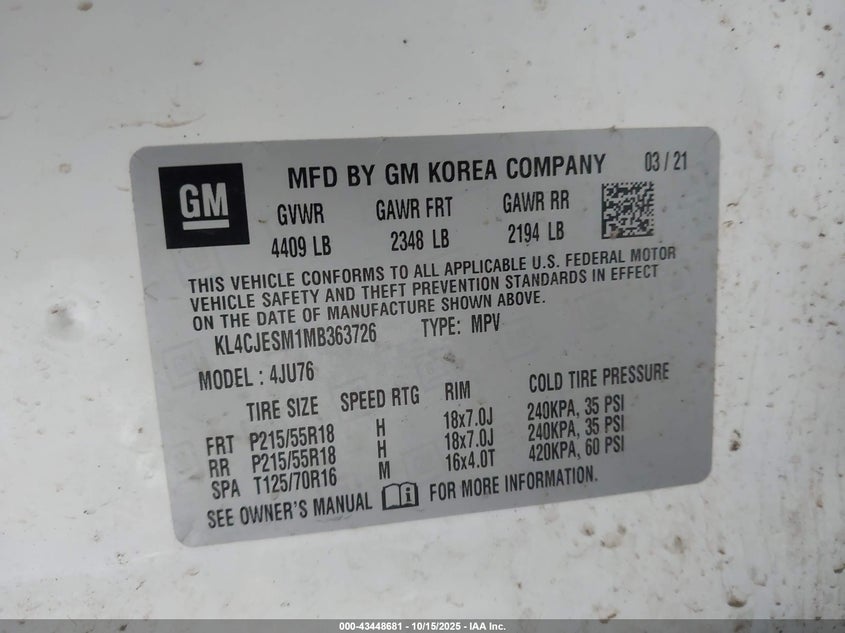 GM
MFD BY GM KOREA COMPANY 03 / 21
GVWR GAWR FRT GAWR RR
4409 LB 2348 LB 2194 LB
THIS VEHICLE CONFORMS TO ALL APPLICABLE U.S. FEDERAL MOTOR
VEHICLE SAFETY AND THEFT PREVENTION STANDARDS IN EFFECT
ON THE DATE OF MANUFACTURE SHOWN ABOVE.
KL4CJESM1MB363726 TYPE: MPV
MODEL : 4JU76
TIRE SIZE SPEED RTG RIM COLD TIRE PRESSURE
FRT P215/55R18 H 18x7.0J 240KPA, 35 PSI
RR P215/55R18 H 18x7.0J 240KPA, 35 PSI
SPA T125/70R16 M 16x4.0T 420KPA, 60 PSI
SEE OWNER'S MANUAL FOR MORE INFORMATION.
000-43448681 - 10/15/2025 - IAA Inc.